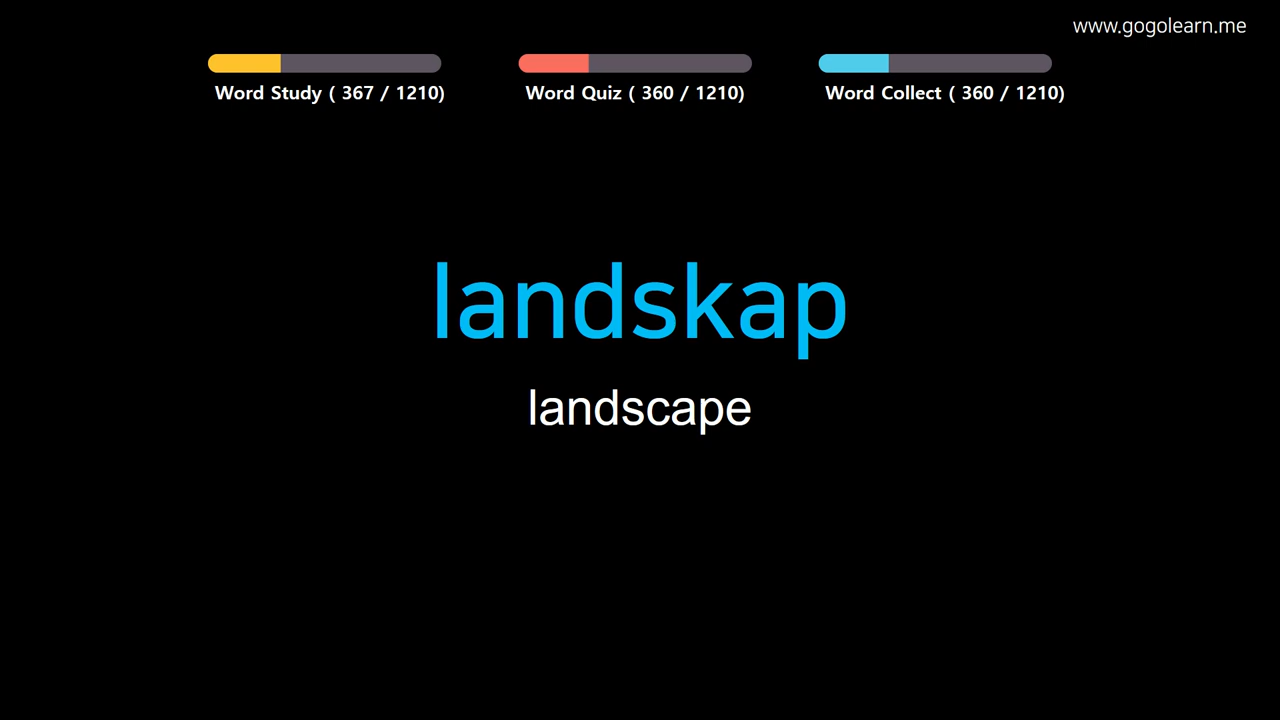 www.gogolearn.me
Word Study ( 367 / 1210)
Word Quiz ( 360 / 1210)
Word Collect ( 360 / 1210)
landskap
landscape